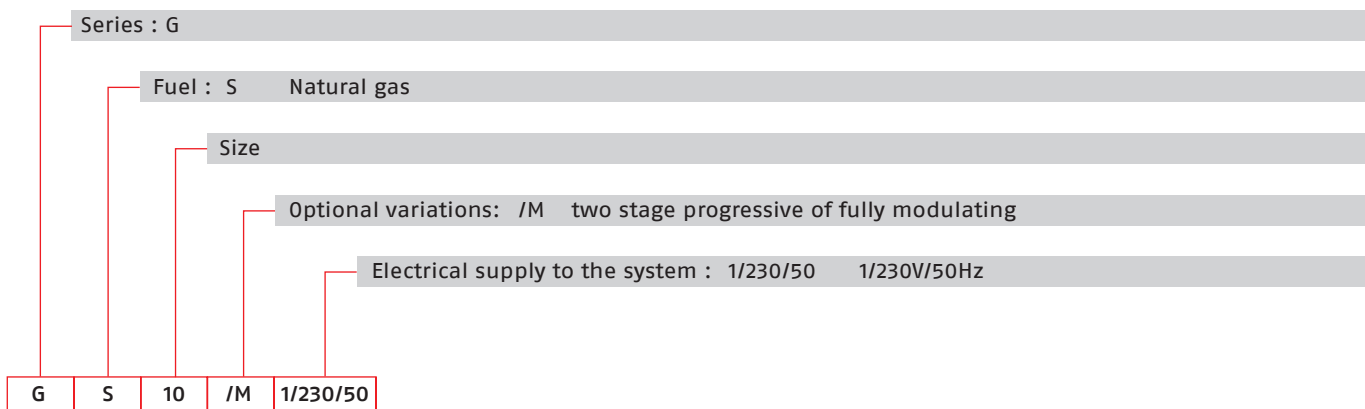 Series : G
Fuel : S Natural gas
Size
Optional variations: /M two stage progressive of fully modulating
Electrical supply to the system : 1/230/50 1/230V/50Hz
G S 10 /M 1/230/50